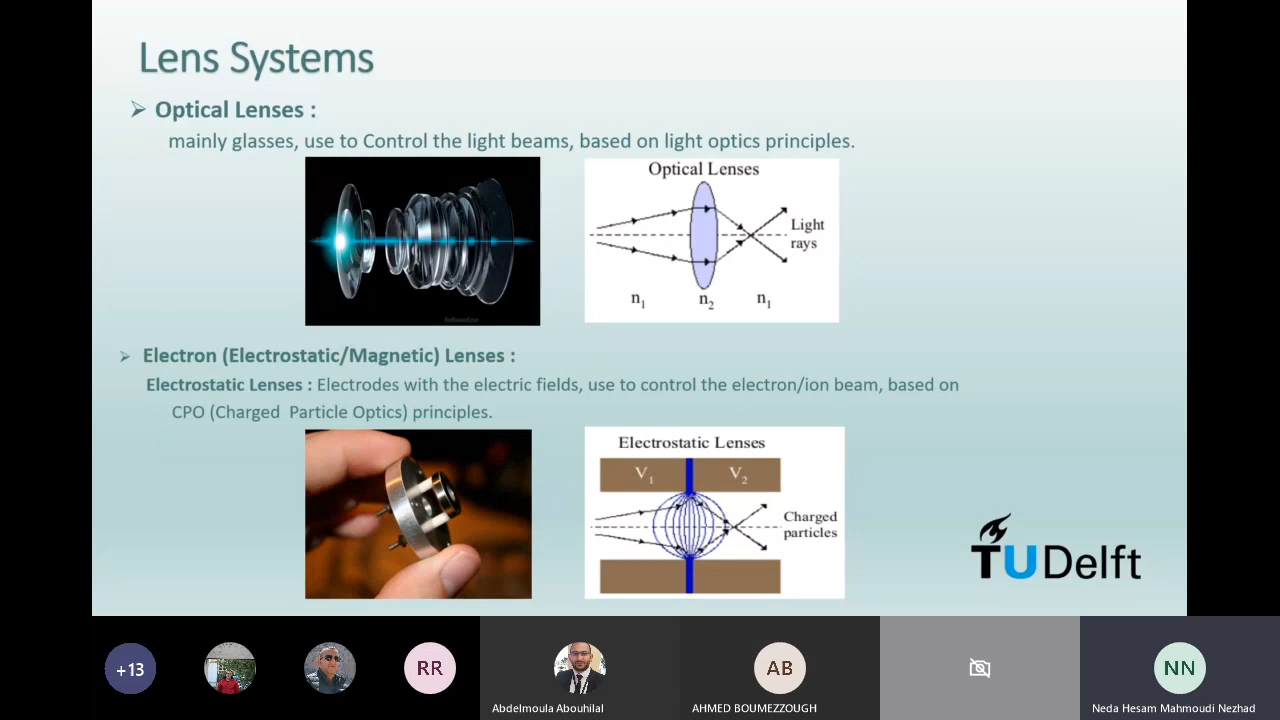 Lens Systems
➢ Optical Lenses :
mainly glasses, use to Control the light beams, based on light optics principles.
Optical Lenses
Light
rays
n1 n2 n1
➢ Electron (Electrostatic/Magnetic) Lenses :
Electrostatic Lenses : Electrodes with the electric fields, use to control the electron/ion beam, based on
CPO (Charged Particle Optics) principles.
Electrostatic Lenses
V1 V2
Charged
particles
TUDelft
+13
RR
AB
NN
Abdelmoula Abouhilal
AHMED BOUMEZZOUGH
Neda Hesam Mahmoudi Nezhad